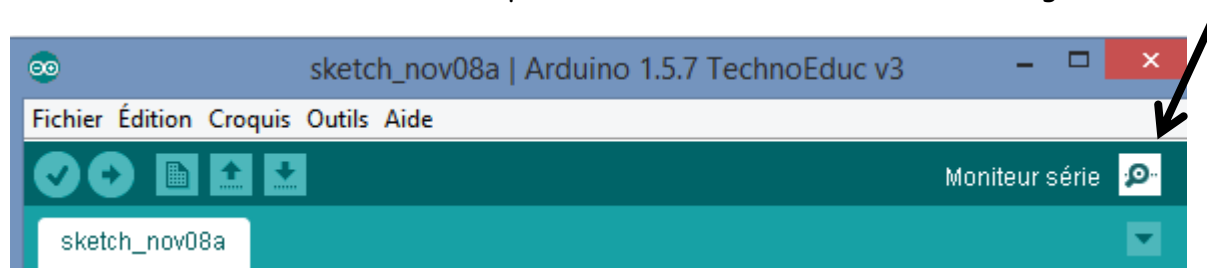 sketch_nov08a | Arduino 1.5.7 TechnoEduc v3
Fichier Édition Croquis Outils Aide
Moniteur série
sketch_nov08a